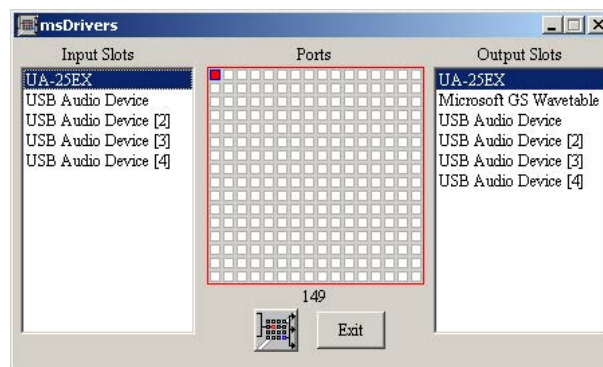 msDrivers
Input Slots
Ports
Output Slots
UA-25EX
USB Audio Device
USB Audio Device [2]
USB Audio Device [3]
USB Audio Device [4]
UA-25EX
Microsoft GS Wavetable
USB Audio Device
USB Audio Device [2]
USB Audio Device [3]
USB Audio Device [4]
149
Exit